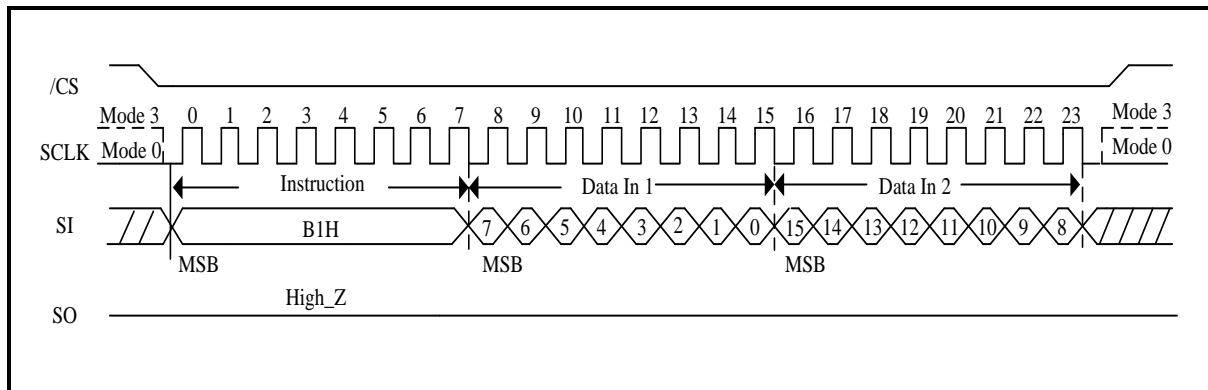 /CS
0 1 2 3 4 5 6 7 8 9 10 11 12 13 14 15 16 17 18 19 20 21 22 23
Mode 3 Mode 3
SCLK Mode 0 Mode 0
Instruction Data In 1 Data In 2
SI B1H 7 6 5 4 3 2 1 0 15 14 13 12 11 10 9 8
MSB MSB MSB
High_Z
SO